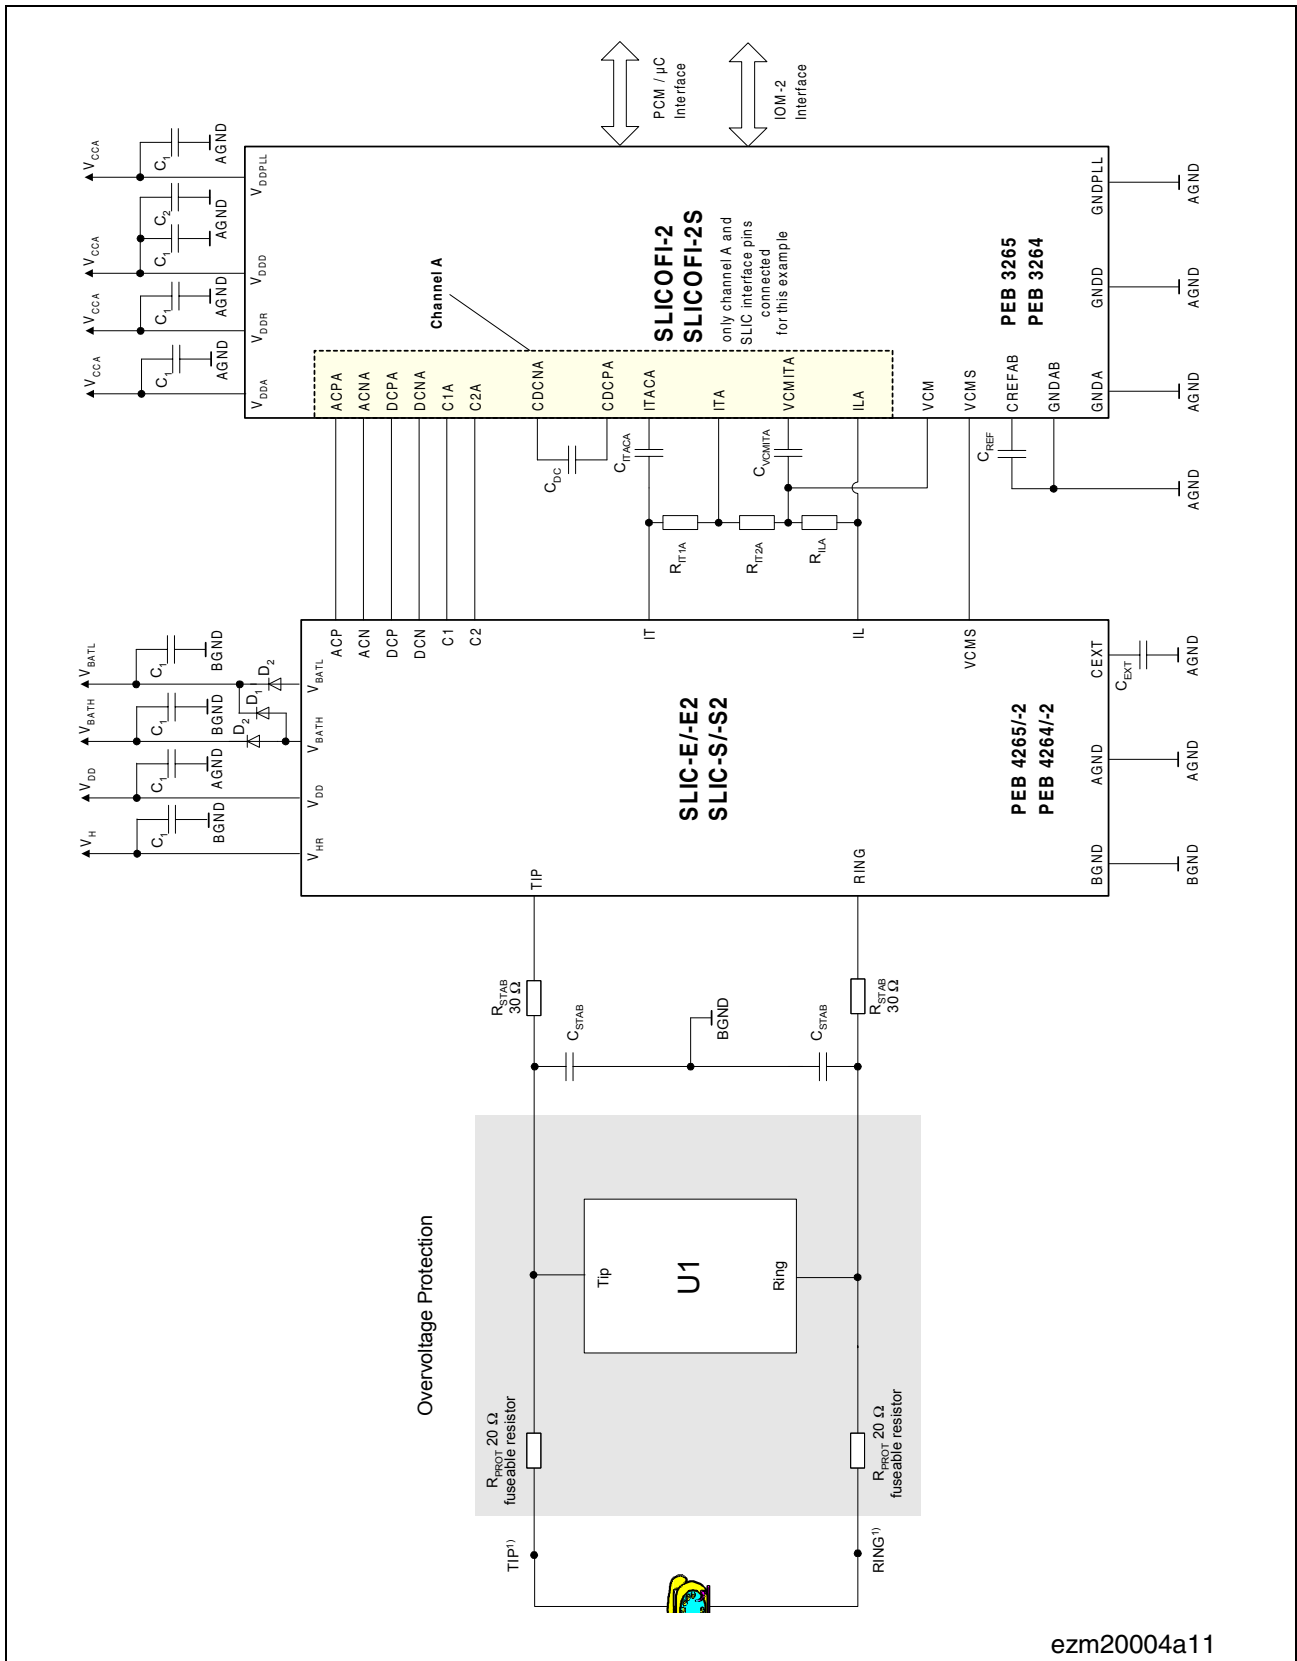 PCM / µC
Interface
IOM-2
Interface
VCCA
C1
AGND
VDDPLL
VCCA
C2
AGND
C1
AGND
VDDD
VCCA
C1
AGND
VDDR
VCCA
C1
AGND
VDDA
Channel A
SLICOFI-2
SLICOFI-2S
only channel A and
SLIC interface pins
connected
for this example
PEB 3265
PEB 3264
GNDPLL
AGND
GNDD
AGND
GNDA
AGND
ACPA
ACNA
DCPA
DCNA
C1A
C2A
CDCNA
CDCPA
ITACA
ITA
VCMITA
ILA
VCM
VCMS
CREFAB
GNDAB
CDC
CITACA
CVCMITA
CREF
AGND
RIT1A
RIT2A
RILA
VBATL
C1
BGND
D2
VBATL
VBATH
C1
BGND
D1
D2
VBATH
VDD
C1
AGND
VDD
VH
C1
BGND
VHR
ACP
ACN
DCP
DCN
C1
C2
IT
IL
VCMS
CEXT
CEXT
AGND
SLIC-E/-E2
SLIC-S/-S2
PEB 4265/-2
PEB 4264/-2
AGND
AGND
BGND
BGND
TIP
RING
RSTAB
30 Ω
CSTAB
BGND
CSTAB
RSTAB
30 Ω
Overvoltage Protection
Tip
U1
Ring
RPROT 20 Ω
fuseable resistor
RPROT 20 Ω
fuseable resistor
TIP1)
RING1)
ezm20004a11